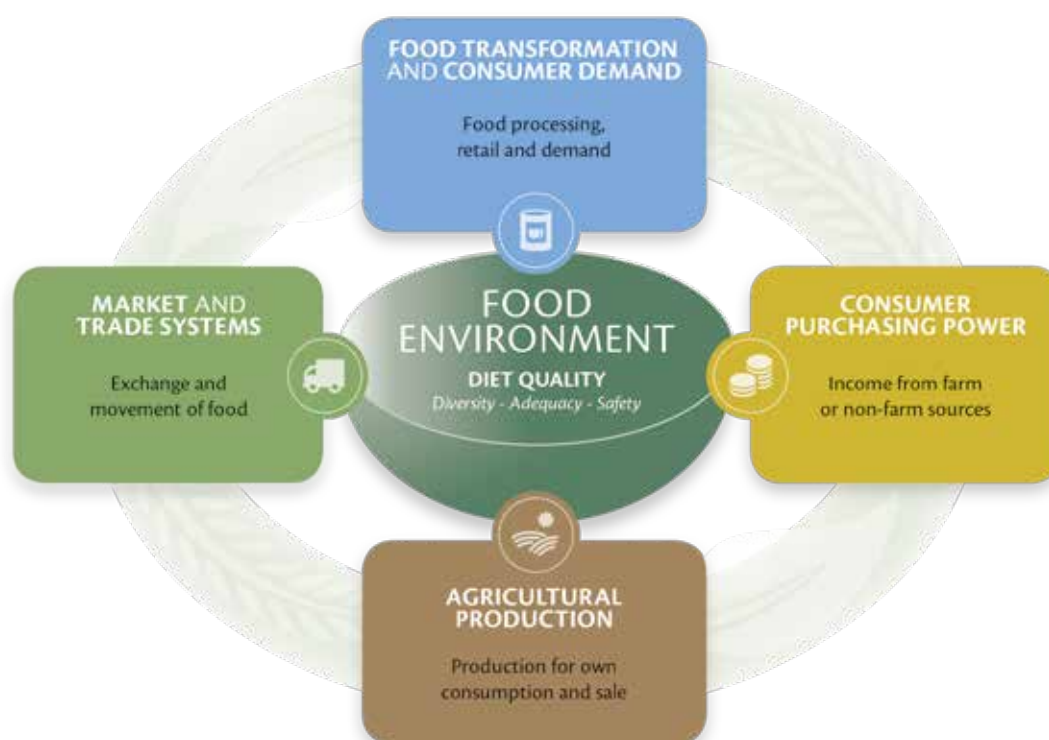 FOOD TRANSFORMATION
AND CONSUMER DEMAND
Food processing,
retail and demand
MARKET AND
TRADE SYSTEMS
Exchange and
movement of food
FOOD
ENVIRONMENT
DIET QUALITY
Diversity - Adequacy - Safety
CONSUMER
PURCHASING POWER
Income from farm
or non-farm sources
AGRICULTURAL
PRODUCTION
Production for own
consumption and sale